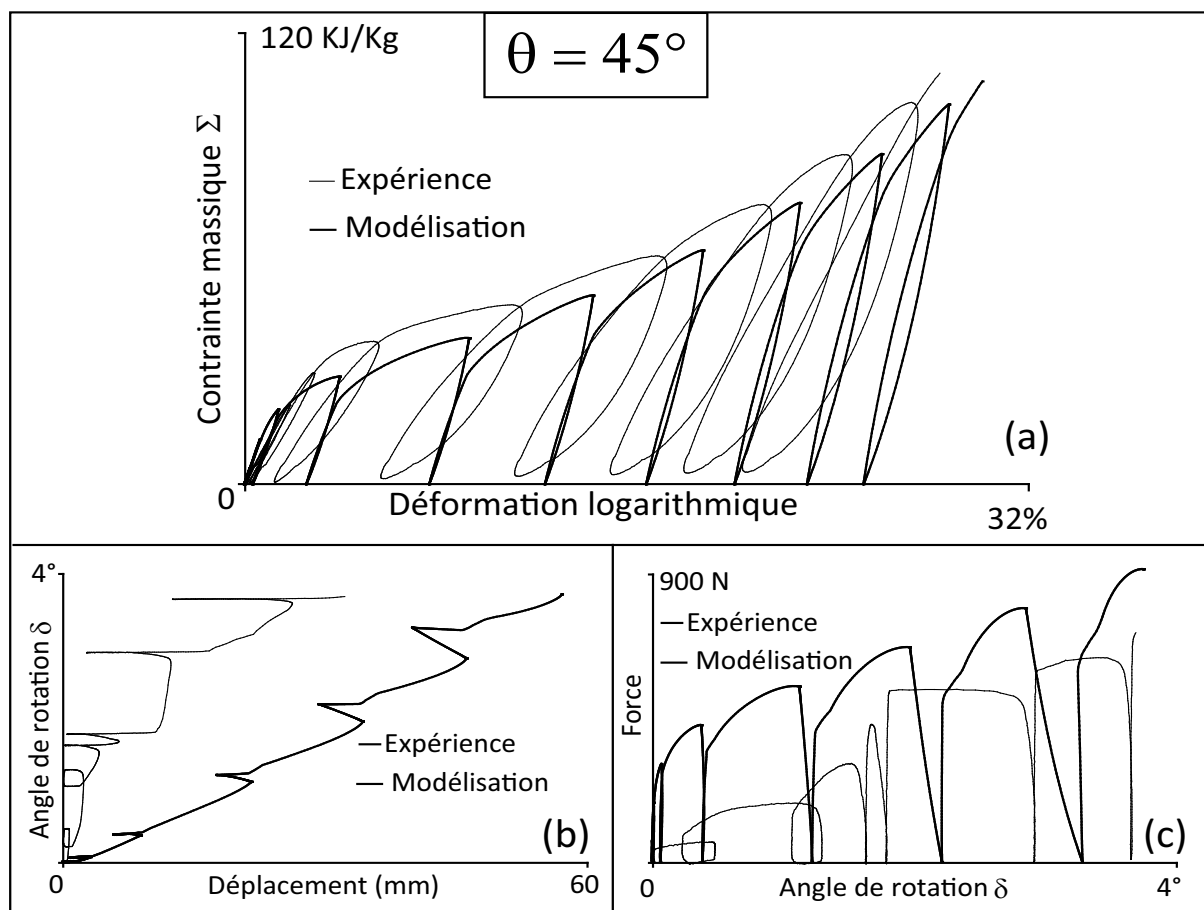 120 KJ/Kg
θ = 45°
Contrainte massique Σ
Expérience
Modélisation
(a)
0
Déformation logarithmique
32%
4°
Angle de rotation δ
Expérience
Modélisation
(b)
0
Déplacement (mm)
60
900 N
Expérience
Modélisation
Force
(c)
0
Angle de rotation δ
4°